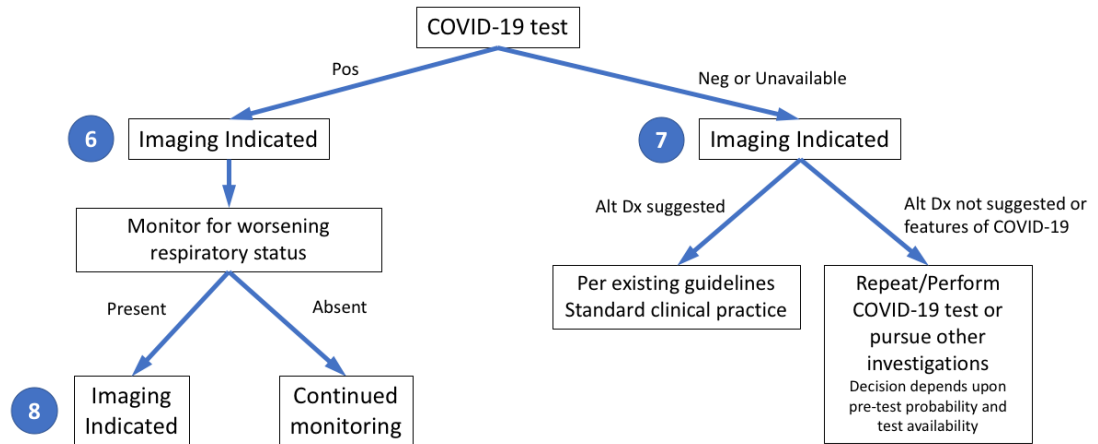 COVID-19 test
Pos
Neg or Unavailable
6
Imaging Indicated
7
Imaging Indicated
Monitor for worsening
respiratory status
Alt Dx suggested
Alt Dx not suggested or
features of COVID-19
Present
Absent
Per existing guidelines
Standard clinical practice
Repeat/Perform
COVID-19 test or
pursue other
investigations
Decision depends upon
pre-test probability and
test availability
8
Imaging
Indicated
Continued
monitoring